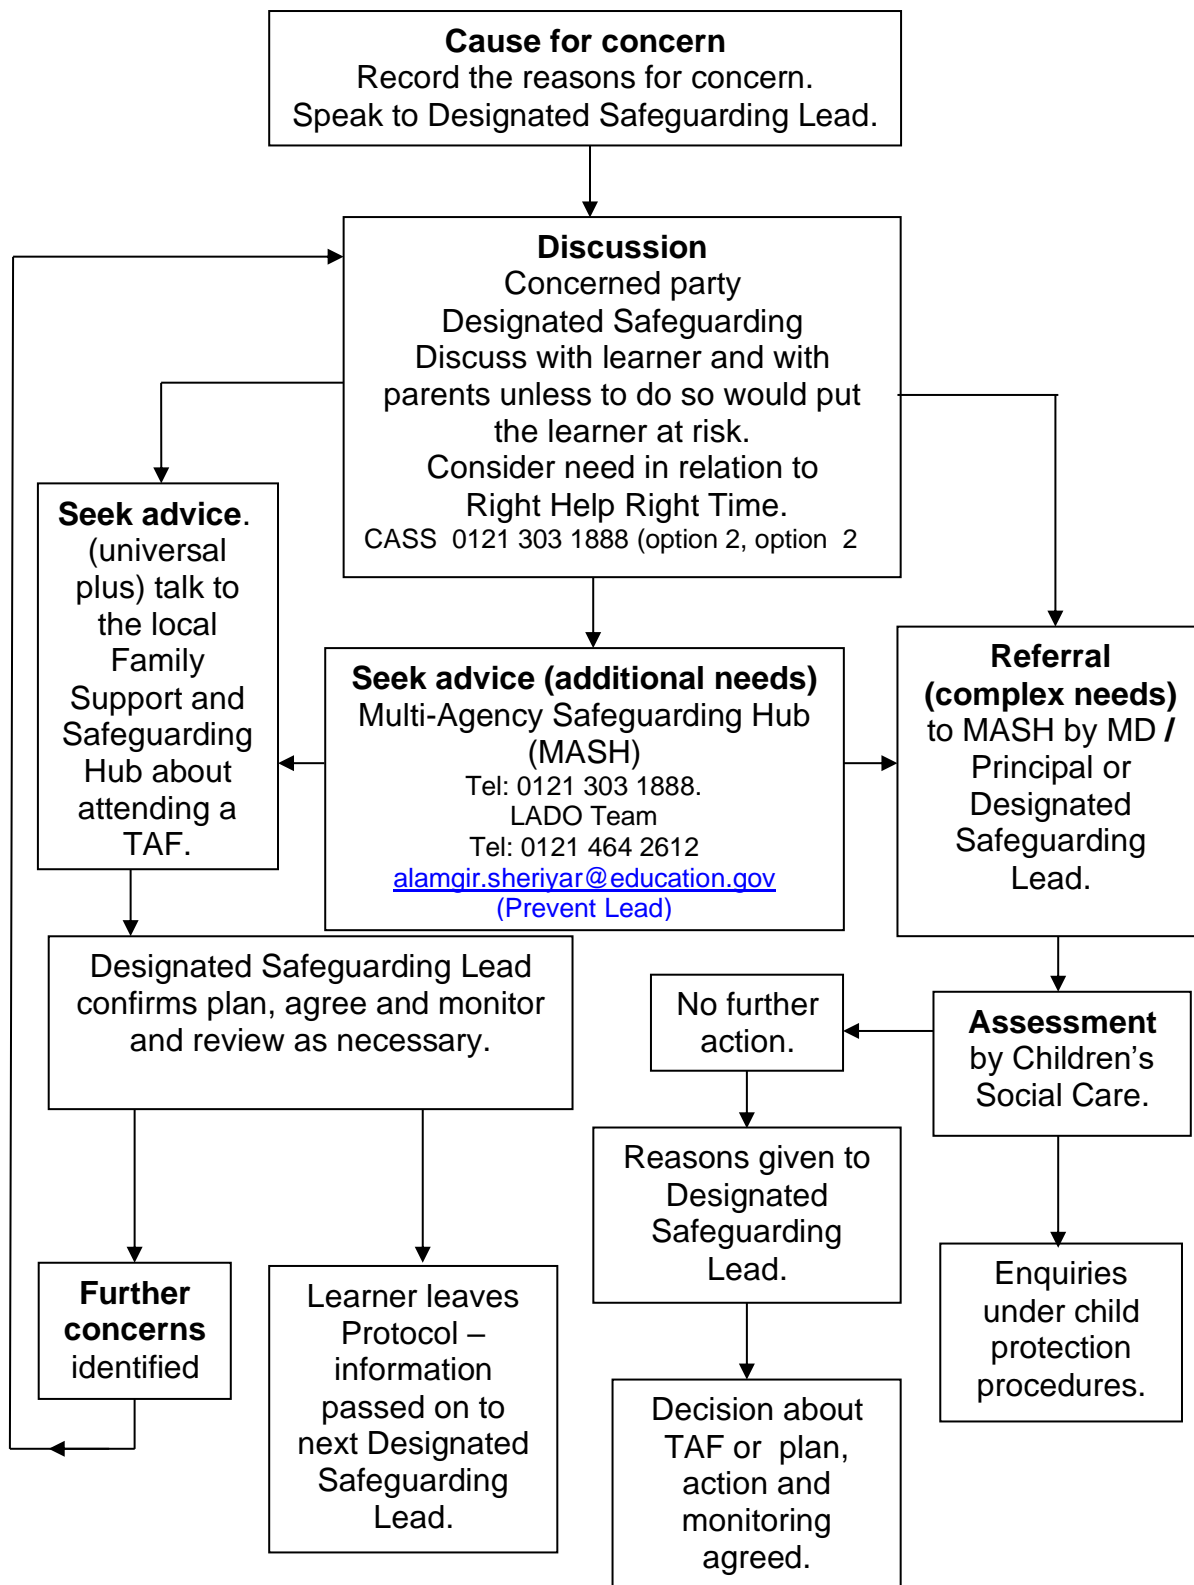 Cause for concern
Record the reasons for concern.
Speak to Designated Safeguarding Lead.
Discussion
Concerned party
Designated Safeguarding
Discuss with learner and with
parents unless to do so would put
the learner at risk.
Consider need in relation to
Right Help Right Time.
CASS 0121 303 1888 (option 2, option 2
Seek advice.
(universal
plus) talk to
the local
Family
Support and
Safeguarding
Hub about
attending a
TAF.
Seek advice (additional needs)
Multi-Agency Safeguarding Hub
(MASH)
Tel: 0121 303 1888.
LADO Team
Tel: 0121 464 2612
alamgir.sheriyar@education.gov
(Prevent Lead)
Referral
(complex needs)
to MASH by MD /
Principal or
Designated
Safeguarding
Lead.
Designated Safeguarding Lead
confirms plan, agree and monitor
and review as necessary.
No further
action.
Assessment
by Children's
Social Care.
Reasons given to
Designated
Safeguarding
Lead.
Enquiries
under child
protection
procedures.
Further
concerns
identified
Learner leaves
Protocol –
information
passed on to
next Designated
Safeguarding
Lead.
Decision about
TAF or plan,
action and
monitoring
agreed.